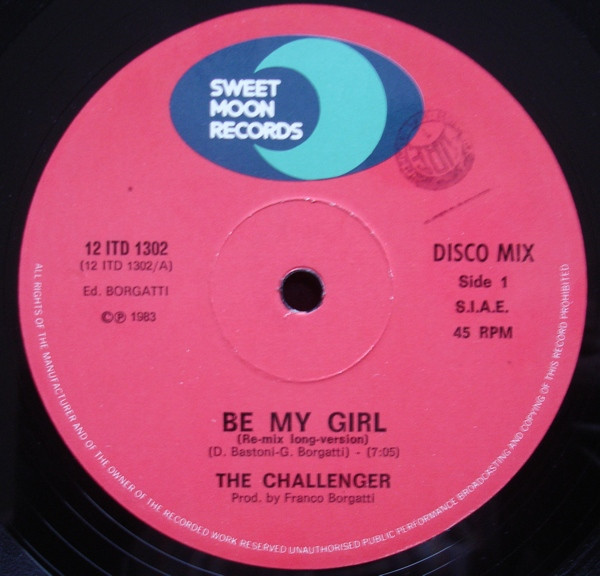 SWEET
MOON
RECORDS
12 ITD 1302
(12 ITD 1302/A)
Ed. BORGATTI
©℗ 1983
DISCO MIX
Side 1
S.I.A.E.
45 RPM
BE MY GIRL
(Re-mix long-version)
(D. Bastoni-G. Borgatti) - (7:05)
THE CHALLENGER
Prod. by Franco Borgatti
ALL RIGHTS OF THE MANUFACTURER AND OF THE OWNER OF THE RECORDED WORK RESERVED UNAUTHORISED PUBLIC PERFORMANCE BROADCASTING AND COPYING OF THIS RECORD PROHIBITED